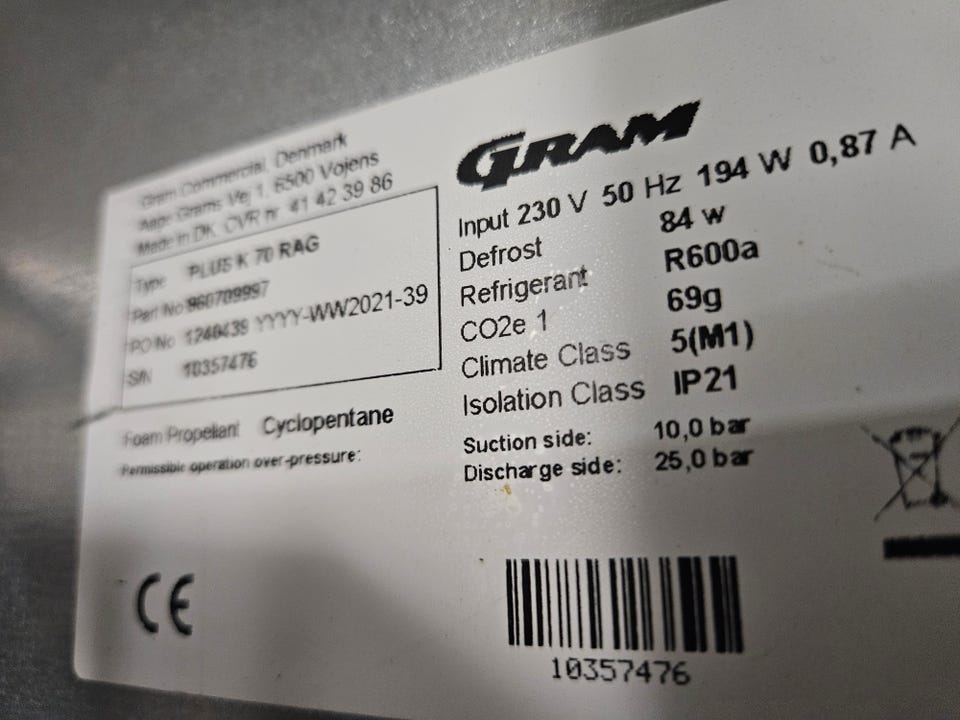 Gram Commercial, Denmark
Aage Grams Vej 1, 6500 Vojens
Made in DK, CVR nr. 41 42 39 86
Type PLUS K 70 RAG
Part No 960709997
PO No 1240439 YYYY-WW2021-39
S/N 10357476
Foam Propellant Cyclopentane
Permissible operation over-pressure:
GRAM
Input 230 V 50 Hz 194 W 0,87 A
Defrost 84 w
Refrigerant R600a
CO2e 1 69g
Climate Class 5(M1)
Isolation Class IP21
Suction side: 10,0 bar
Discharge side: 25,0 bar
CE
10357476